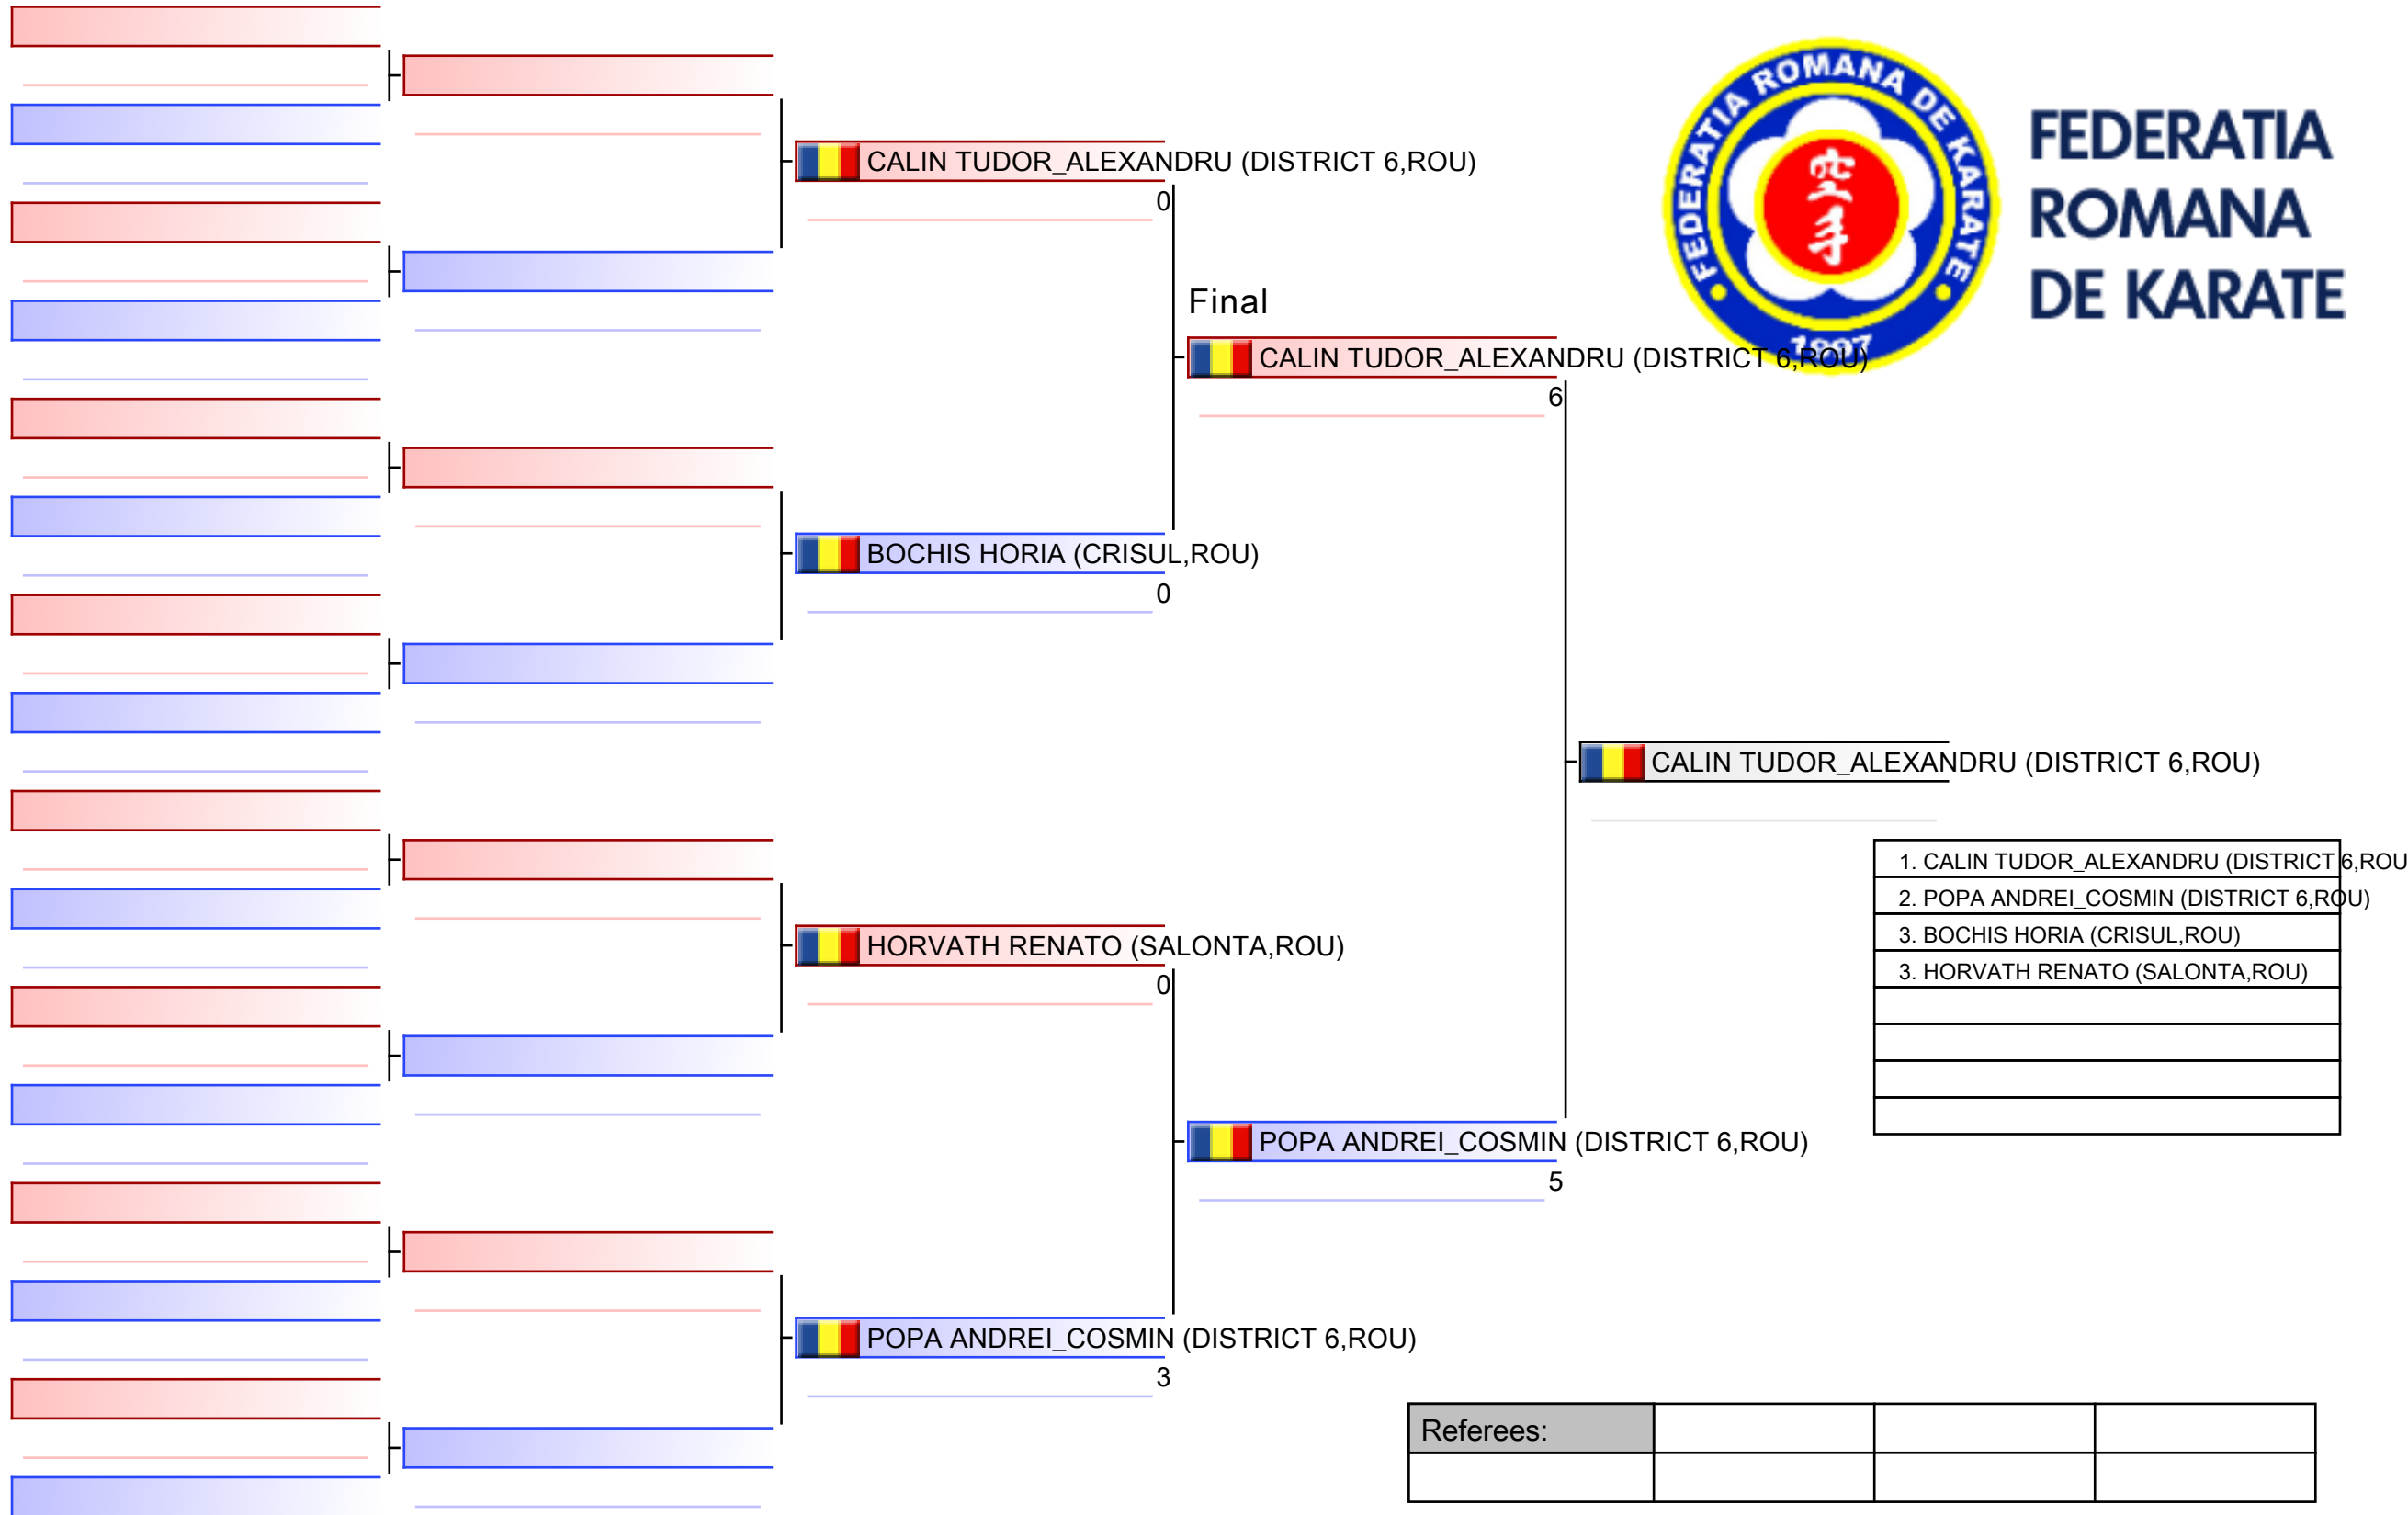 FEDERATIA ROMANA DE KARATE
空手
1997
FEDERATIA
ROMANA
DE KARATE
CALIN TUDOR_ALEXANDRU (DISTRICT 6,ROU)
0
Final
CALIN TUDOR_ALEXANDRU (DISTRICT 6,ROU)
6
BOCHIS HORIA (CRISUL,ROU)
0
CALIN TUDOR_ALEXANDRU (DISTRICT 6,ROU)
1. CALIN TUDOR_ALEXANDRU (DISTRICT 6,ROU
2. POPA ANDREI_COSMIN (DISTRICT 6,ROU)
3. BOCHIS HORIA (CRISUL,ROU)
3. HORVATH RENATO (SALONTA,ROU)
HORVATH RENATO (SALONTA,ROU)
0
POPA ANDREI_COSMIN (DISTRICT 6,ROU)
5
POPA ANDREI_COSMIN (DISTRICT 6,ROU)
3
Referees: